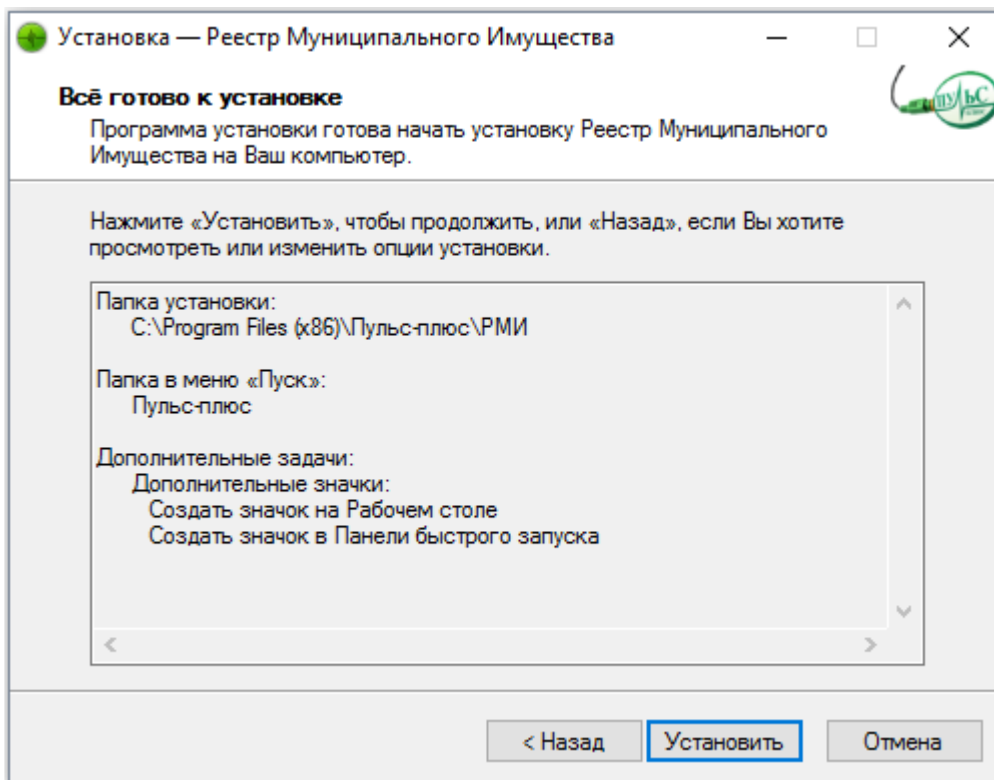 Установка — Реестр Муниципального Имущества
Всё готово к установке
Программа установки готова начать установку Реестр Муниципального
Имущества на Ваш компьютер.
ПУЛЬС
Нажмите «Установить», чтобы продолжить, или «Назад», если Вы хотите
просмотреть или изменить опции установки.
Папка установки:
C:\Program Files (x86)\Пульс-плюс\РМИ
Папка в меню «Пуск»:
Пульс-плюс
Дополнительные задачи:
Дополнительные значки:
Создать значок на Рабочем столе
Создать значок в Панели быстрого запуска
< Назад
Установить
Отмена